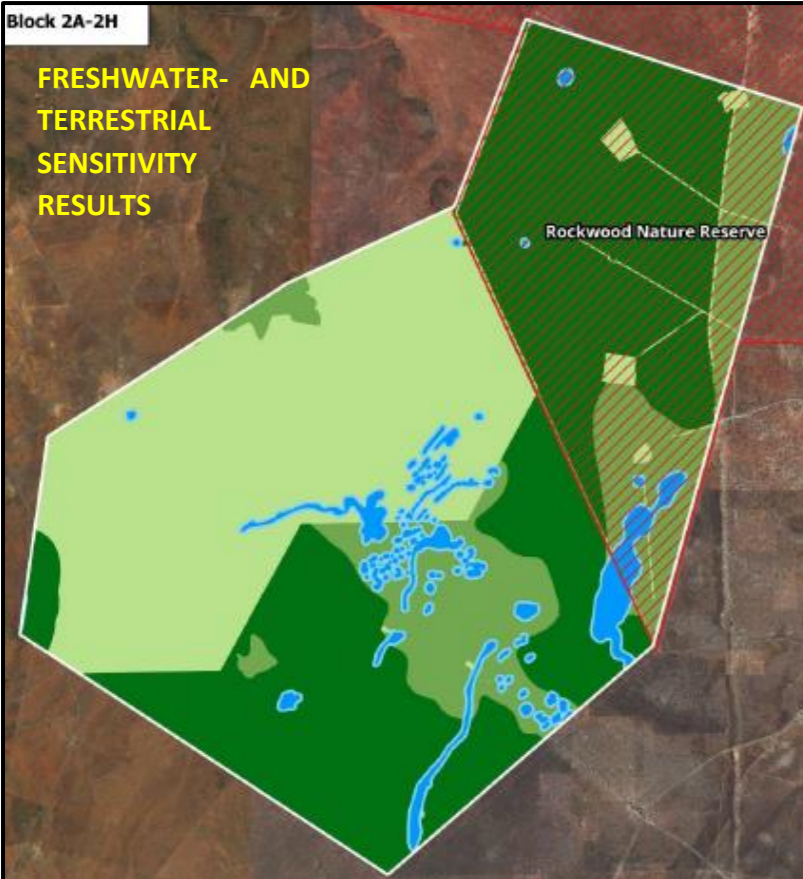 Block 2A-2H
FRESHWATER- AND
TERRESTRIAL
SENSITIVITY
RESULTS
Rockwood Nature Reserve